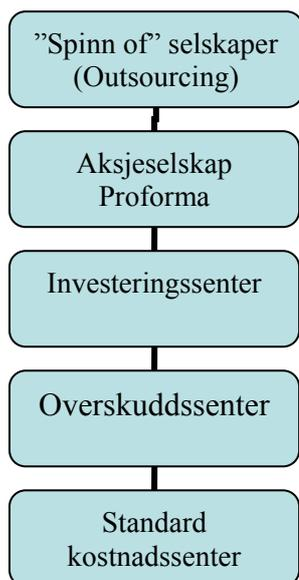 ”Spinn of” selskaper
(Outsourcing)
Aksjeselskap
Proforma
Investeringssenter
Overskuddssenter
Standard
kostnadssenter